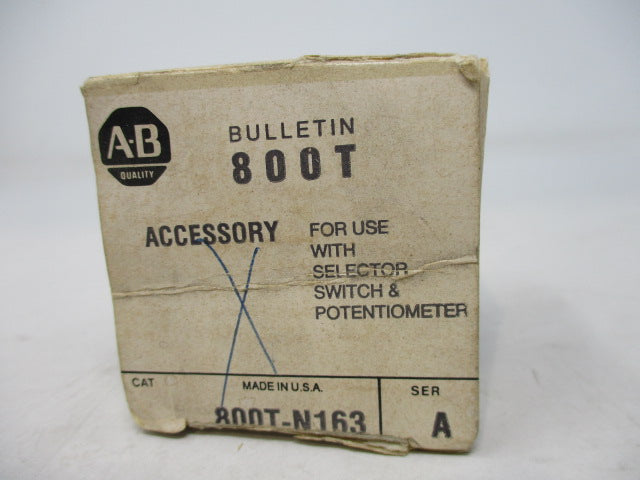 A-B
QUALITY
BULLETIN
800T
ACCESSORY
FOR USE
WITH
SELECTOR
SWITCH &
POTENTIOMETER
CAT
MADE IN U.S.A.
800T-N163
SER
A